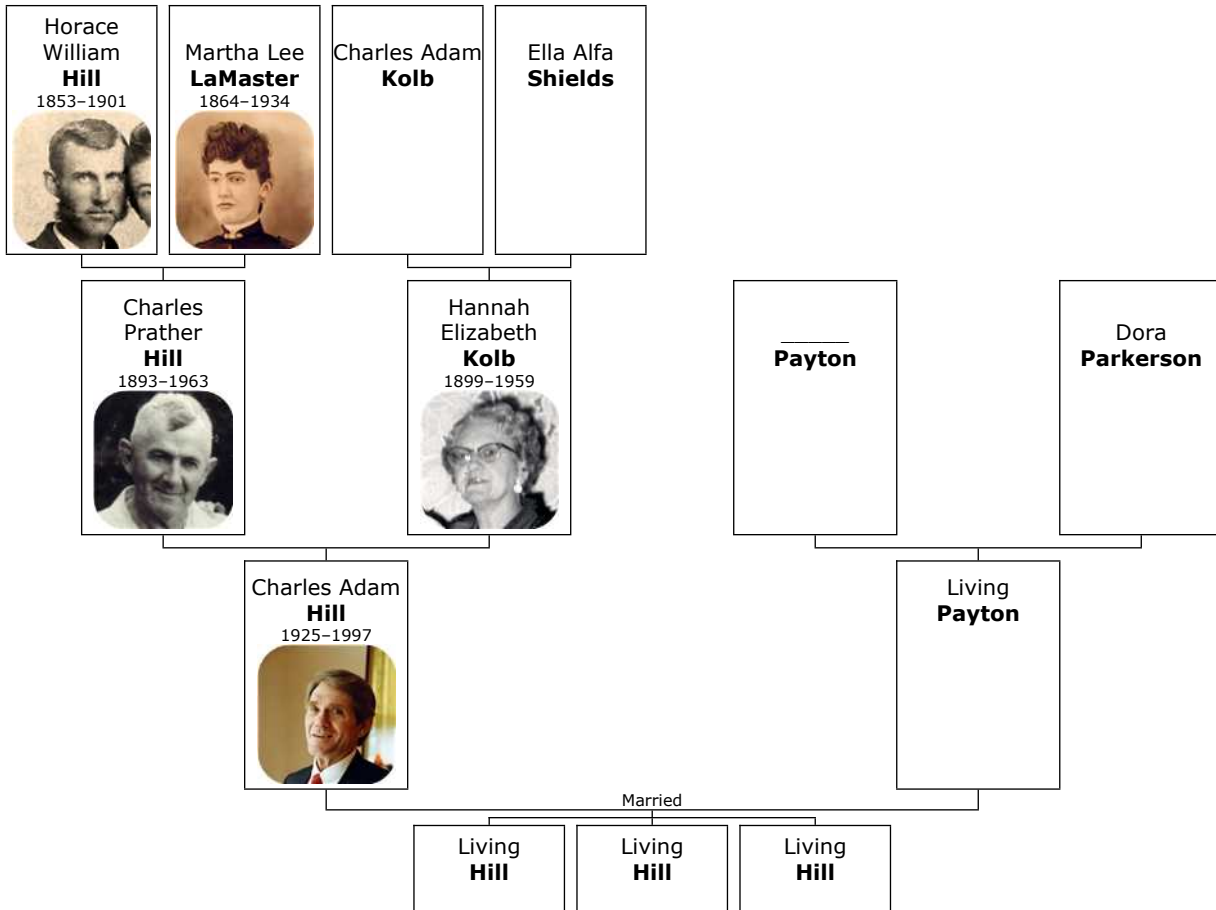 Horace
William
Hill
1853–1901
Martha Lee
LaMaster
1864–1934
Charles Adam
Kolb
Ella Alfa
Shields
Charles
Prather
Hill
1893–1963
Hannah
Elizabeth
Kolb
1899–1959
_____
Payton
Dora
Parkerson
Charles Adam
Hill
1925–1997
Living
Payton
Married
Living
Hill
Living
Hill
Living
Hill